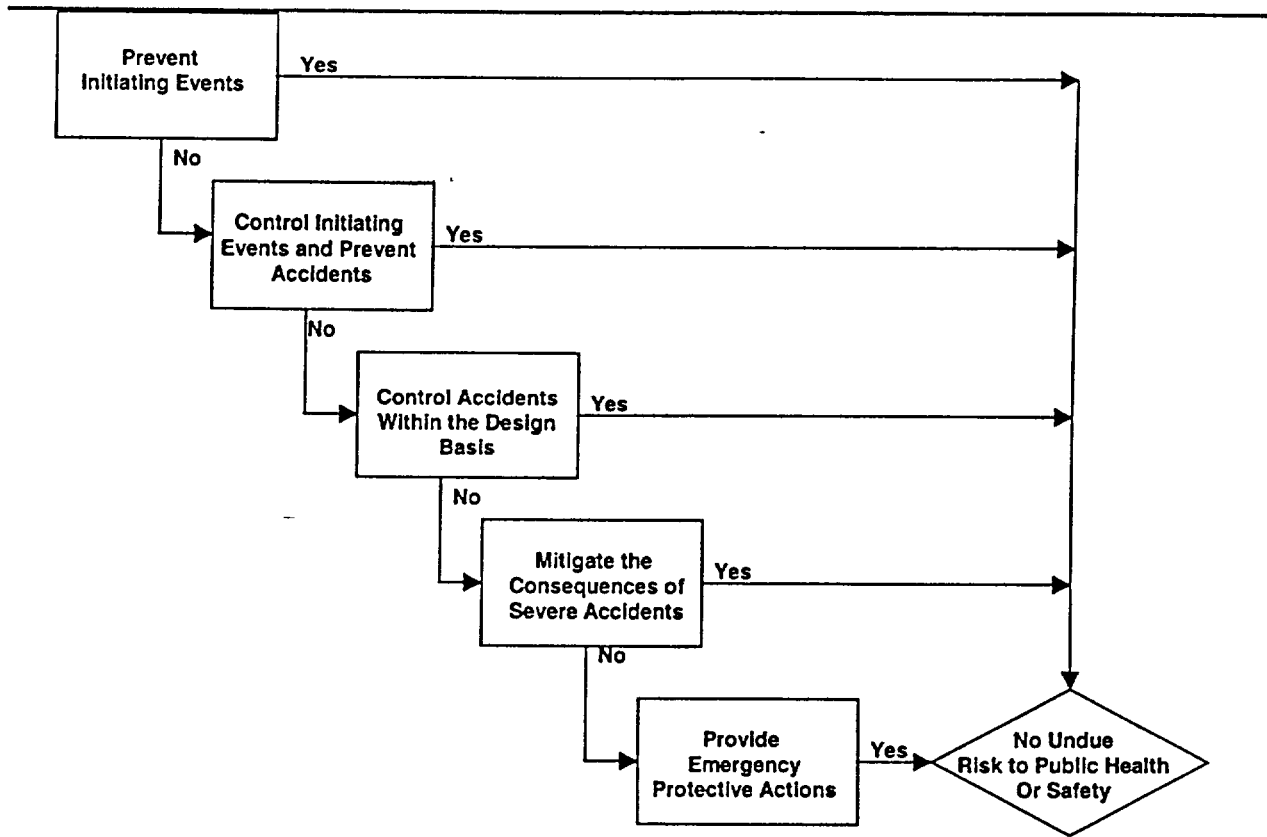 Prevent
Initiating Events
Yes
No
Control Initiating
Events and Prevent
Accidents
Yes
No
Control Accidents
Within the Design
Basis
Yes
No
Mitigate the
Consequences of
Severe Accidents
Yes
No
Provide
Emergency
Protective Actions
Yes
No Undue
Risk to Public Health
Or Safety